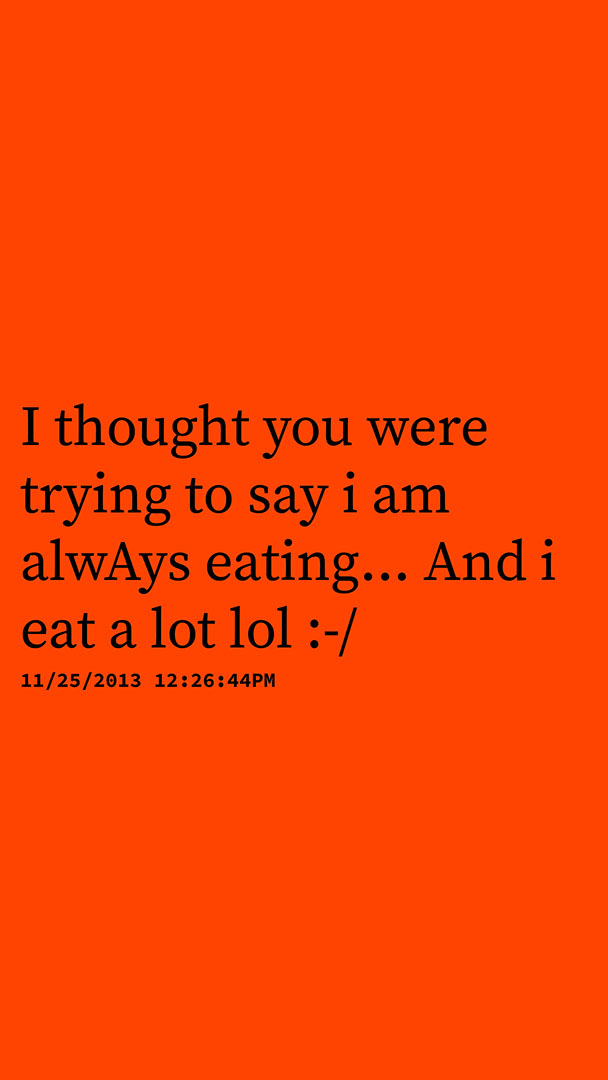 I thought you were
trying to say i am
alwAys eating... And i
eat a lot lol :-/
11/25/2013 12:26:44PM